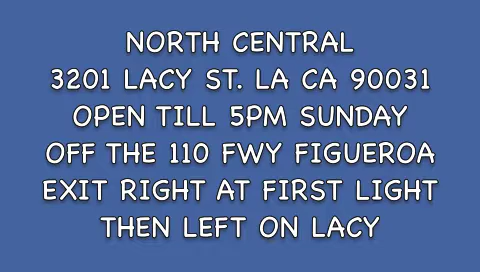 NORTH CENTRAL
3201 LACY ST. LA CA 90031
OPEN TILL 5PM SUNDAY
OFF THE 110 FWY FIGUEROA
EXIT RIGHT AT FIRST LIGHT
THEN LEFT ON LACY